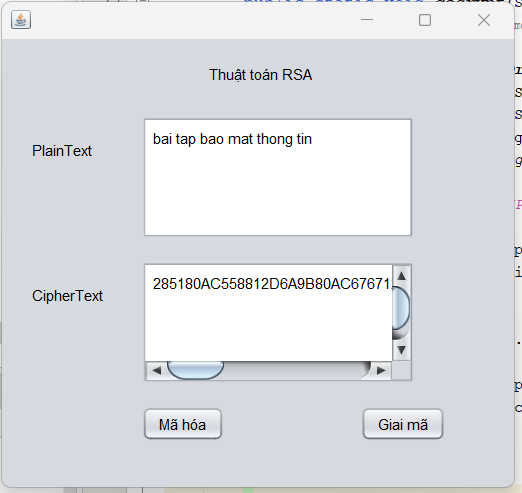 Thuật toán RSA
PlainText
bai tap bao mat thong tin
CipherText
285180AC558812D6A9B80AC67671
Mã hóa
Giai mã